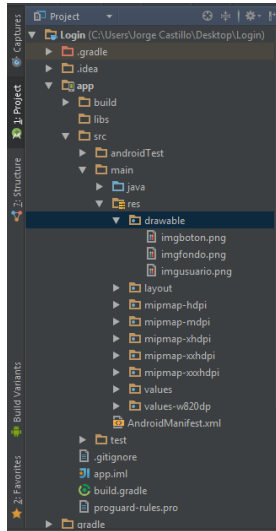 Project
Login (C:\Users\Jorge Castillo\Desktop\Login)
.gradle
.idea
app
build
libs
src
androidTest
main
java
res
drawable
imgboton.png
imgfondo.png
imgusuario.png
layout
mipmap-hdpi
mipmap-mdpi
mipmap-xhdpi
mipmap-xxhdpi
mipmap-xxxhdpi
values
values-w820dp
AndroidManifest.xml
test
.gitignore
app.iml
build.gradle
proguard-rules.pro
gradle
Captures
1: Project
7: Structure
Build Variants
2: Favorites